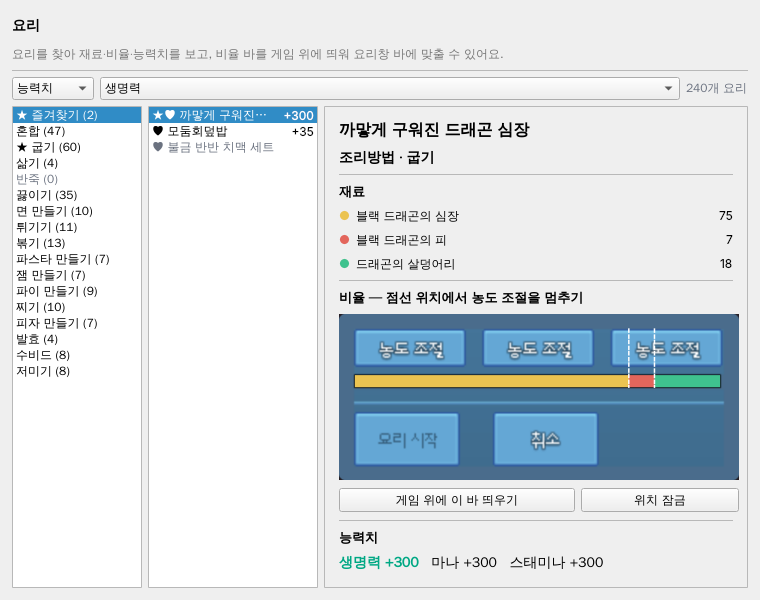 요리
요리를 찾아 재료·비율·능력치를 보고, 비율 바를 게임 위에 띄워 요리창 바에 맞출 수 있어요.
능력치
생명력
240개 요리
★ 즐겨찾기 (2)
혼합 (47)
★ 굽기 (60)
삶기 (4)
반죽 (0)
끓이기 (35)
면 만들기 (10)
튀기기 (11)
볶기 (13)
파스타 만들기 (7)
잼 만들기 (7)
파이 만들기 (9)
찌기 (10)
피자 만들기 (7)
발효 (4)
수비드 (8)
저미기 (8)
★♥ 까맣게 구워진… +300
♥ 모둠회덮밥 +35
♥ 불금 반반 치맥 세트
까맣게 구워진 드래곤 심장
조리방법 · 굽기
재료
블랙 드래곤의 심장 75
블랙 드래곤의 피 7
드래곤의 살덩어리 18
비율 — 점선 위치에서 농도 조절을 멈추기
농도 조절 농도 조절 농도 조절
요리 시작 취소
게임 위에 이 바 띄우기 위치 잠금
능력치
생명력 +300 마나 +300 스태미나 +300